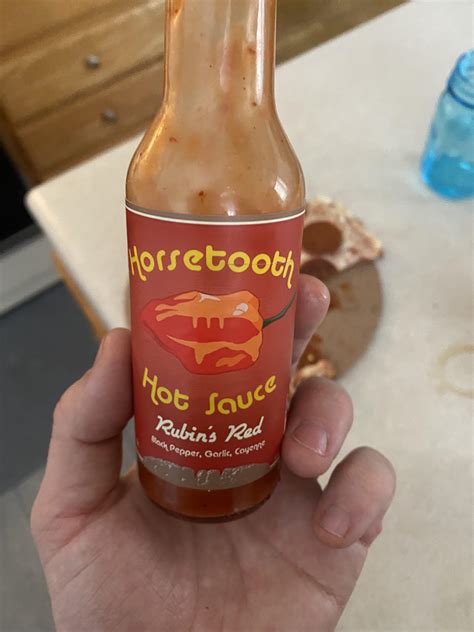 Horsetooth
Hot Sauce
Rubin's Red
Black Pepper, Garlic, Cayenne